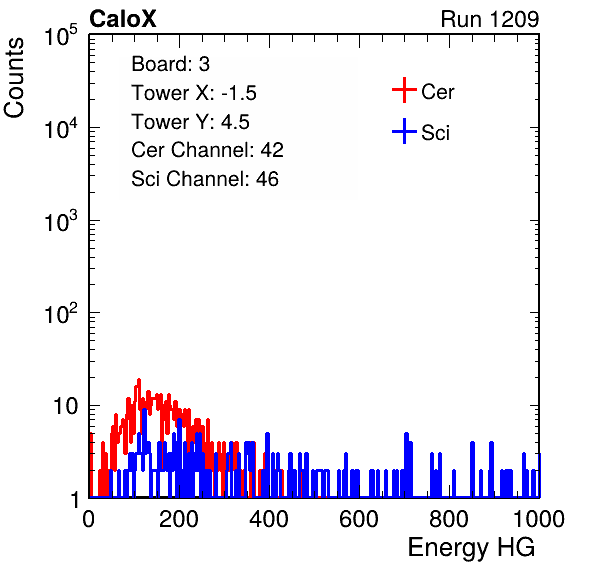 CaloX Run 1209
Board: 3
Tower X: -1.5
Tower Y: 4.5
Cer Channel: 42
Sci Channel: 46
Cer
Sci
Counts
10^5
10^4
10^3
10^2
10
1
0 200 400 600 800 1000
Energy HG